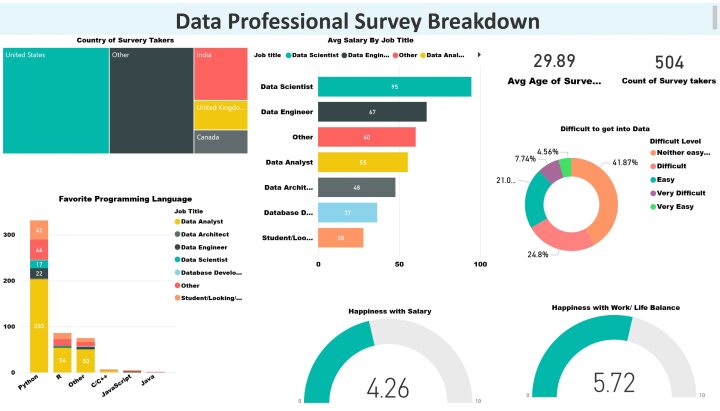 Data Professional Survey Breakdown
Country of Survery Takers
United States
Other
India
United Kingdo...
Canada
Avg Salary By Job Title
Job title
Data Scientist
Data Engin...
Other
Data Anal...
Data Scientist
95
Data Engineer
67
Other
60
Data Analyst
55
Data Archit...
48
Database D...
37
Student/Loo...
28
0
50
100
29.89
Avg Age of Surve...
504
Count of Survey takers
Difficult to get into Data
4.56%
7.74%
21.0...
24.8%
41.87%
Difficult Level
Neither easy...
Difficult
Easy
Very Difficult
Very Easy
Favorite Programming Language
300
200
100
0
42
44
17
22
203
54
50
Python
R
Other
C/C++
JavaScript
Java
Job Title
Data Analyst
Data Architect
Data Engineer
Data Scientist
Database Develo...
Other
Student/Looking/...
Happiness with Salary
4.26
0
10
Happiness with Work/ Life Balance
5.72
0
10